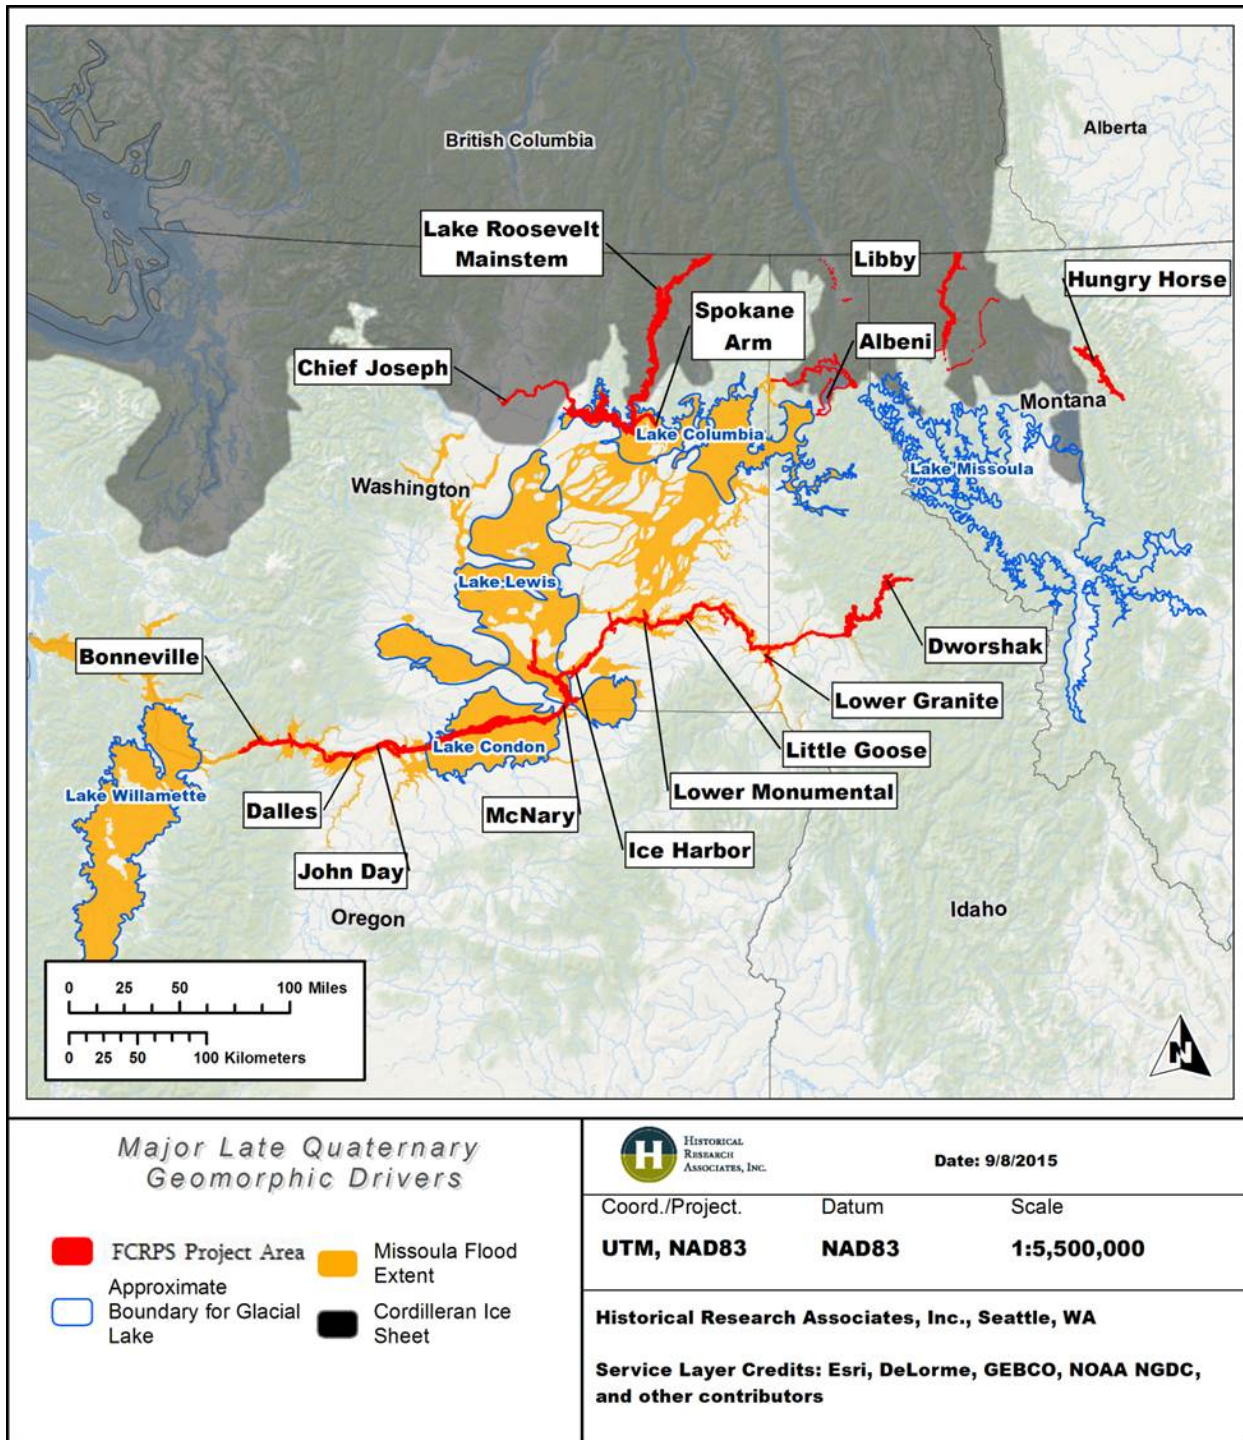 British Columbia
Alberta
Lake Roosevelt
Mainstem
Libby
Hungry Horse
Spokane
Arm
Albeni
Chief Joseph
Montana
Lake Columbia
Lake Missoula
Washington
Lake Lewis
Bonneville
Dworshak
Lower Granite
Little Goose
Lake Condon
Lake Willamette
Lower Monumental
Dalles
McNary
Ice Harbor
John Day
Oregon
Idaho
0 25 50 100 Miles
0 25 50 100 Kilometers
N
Major Late Quaternary
Geomorphic Drivers
FCRPS Project Area
Approximate
Boundary for Glacial
Lake
Missoula Flood
Extent
Cordilleran Ice
Sheet
H
HISTORICAL
RESEARCH
ASSOCIATES, INC.
Date: 9/8/2015
Coord./Project. Datum Scale
UTM, NAD83 NAD83 1:5,500,000
Historical Research Associates, Inc., Seattle, WA
Service Layer Credits: Esri, DeLorme, GEBCO, NOAA NGDC,
and other contributors